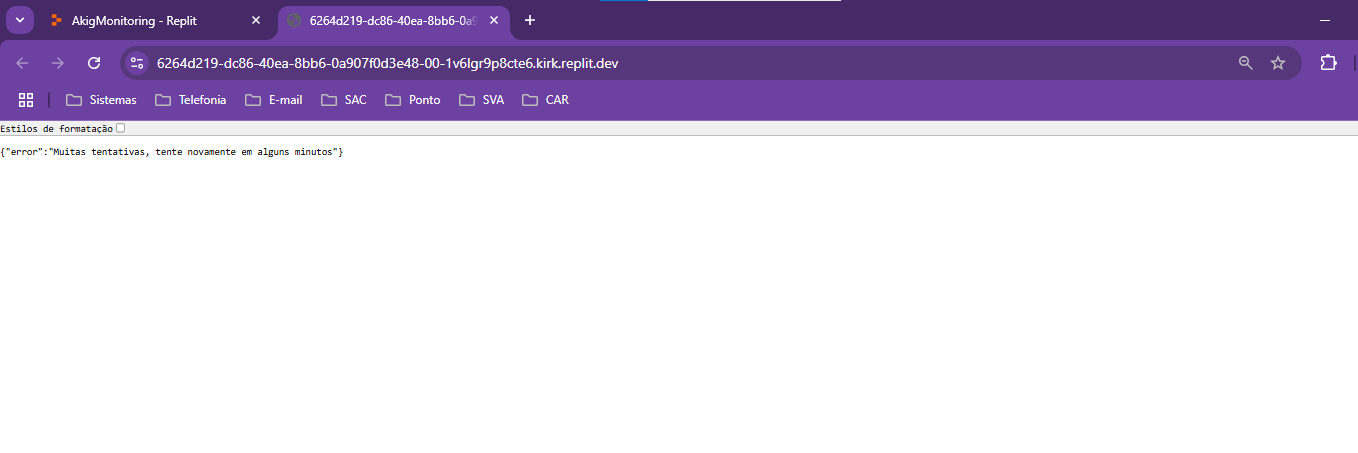 AkigMonitoring - Replit
6264d219-dc86-40ea-8bb6-0a9
6264d219-dc86-40ea-8bb6-0a907f0d3e48-00-1v6lgr9p8cte6.kirk.replit.dev
Sistemas Telefonia E-mail SAC Ponto SVA CAR
Estilos de formatação
{"error":"Muitas tentativas, tente novamente em alguns minutos"}